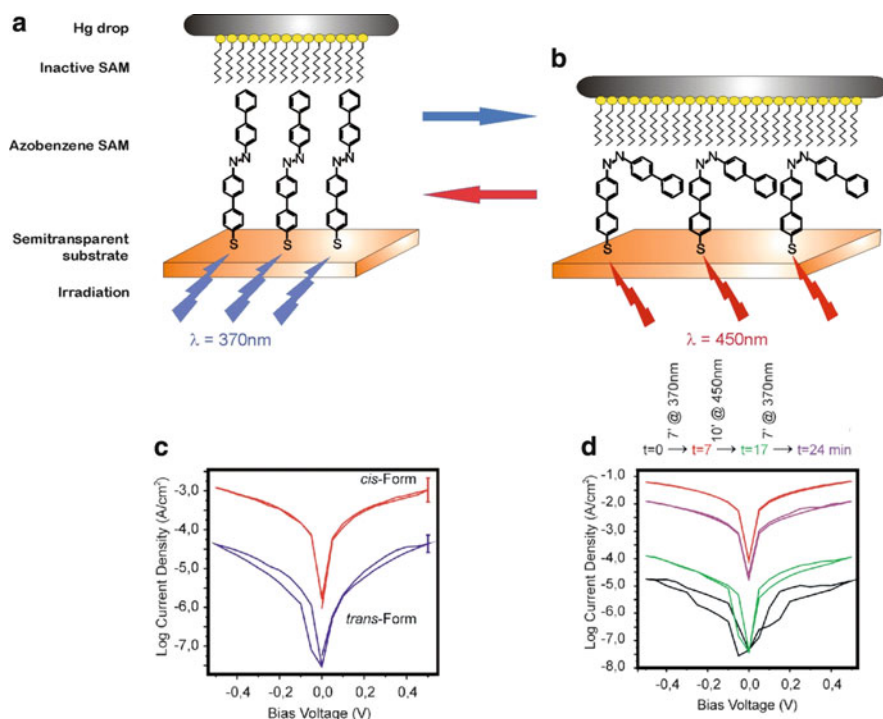 a
Hg drop
Inactive SAM
Azobenzene SAM
Semitransparent
substrate
Irradiation
N
N
N
N
N
N
S
S
S
λ = 370nm
b
N
N
N
N
N
N
S
S
S
λ = 450nm
c
cis-Form
trans-Form
Log Current Density (A/cm²)
-3,0
-4,0
-5,0
-6,0
-7,0
-0,4
-0,2
0,0
0,2
0,4
Bias Voltage (V)
d
7' @ 370nm
10' @ 450nm
7' @ 370nm
t=0 → t=7 → t=17 → t=24 min
Log Current Density (A/cm²)
-1,0
-2,0
-3,0
-4,0
-5,0
-6,0
-7,0
-8,0
-0,4
-0,2
0,0
0,2
0,4
Bias Voltage (V)